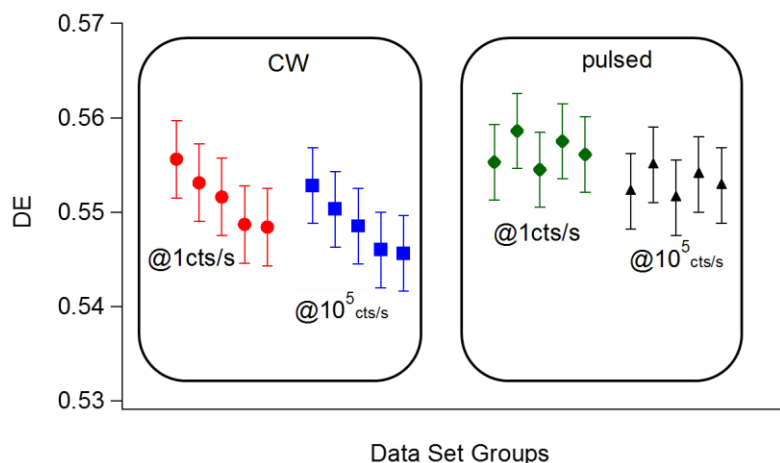 0.57
0.56
0.55
0.54
0.53
DE
CW
@1cts/s
@10⁵cts/s
pulsed
@1cts/s
@10⁵cts/s
Data Set Groups